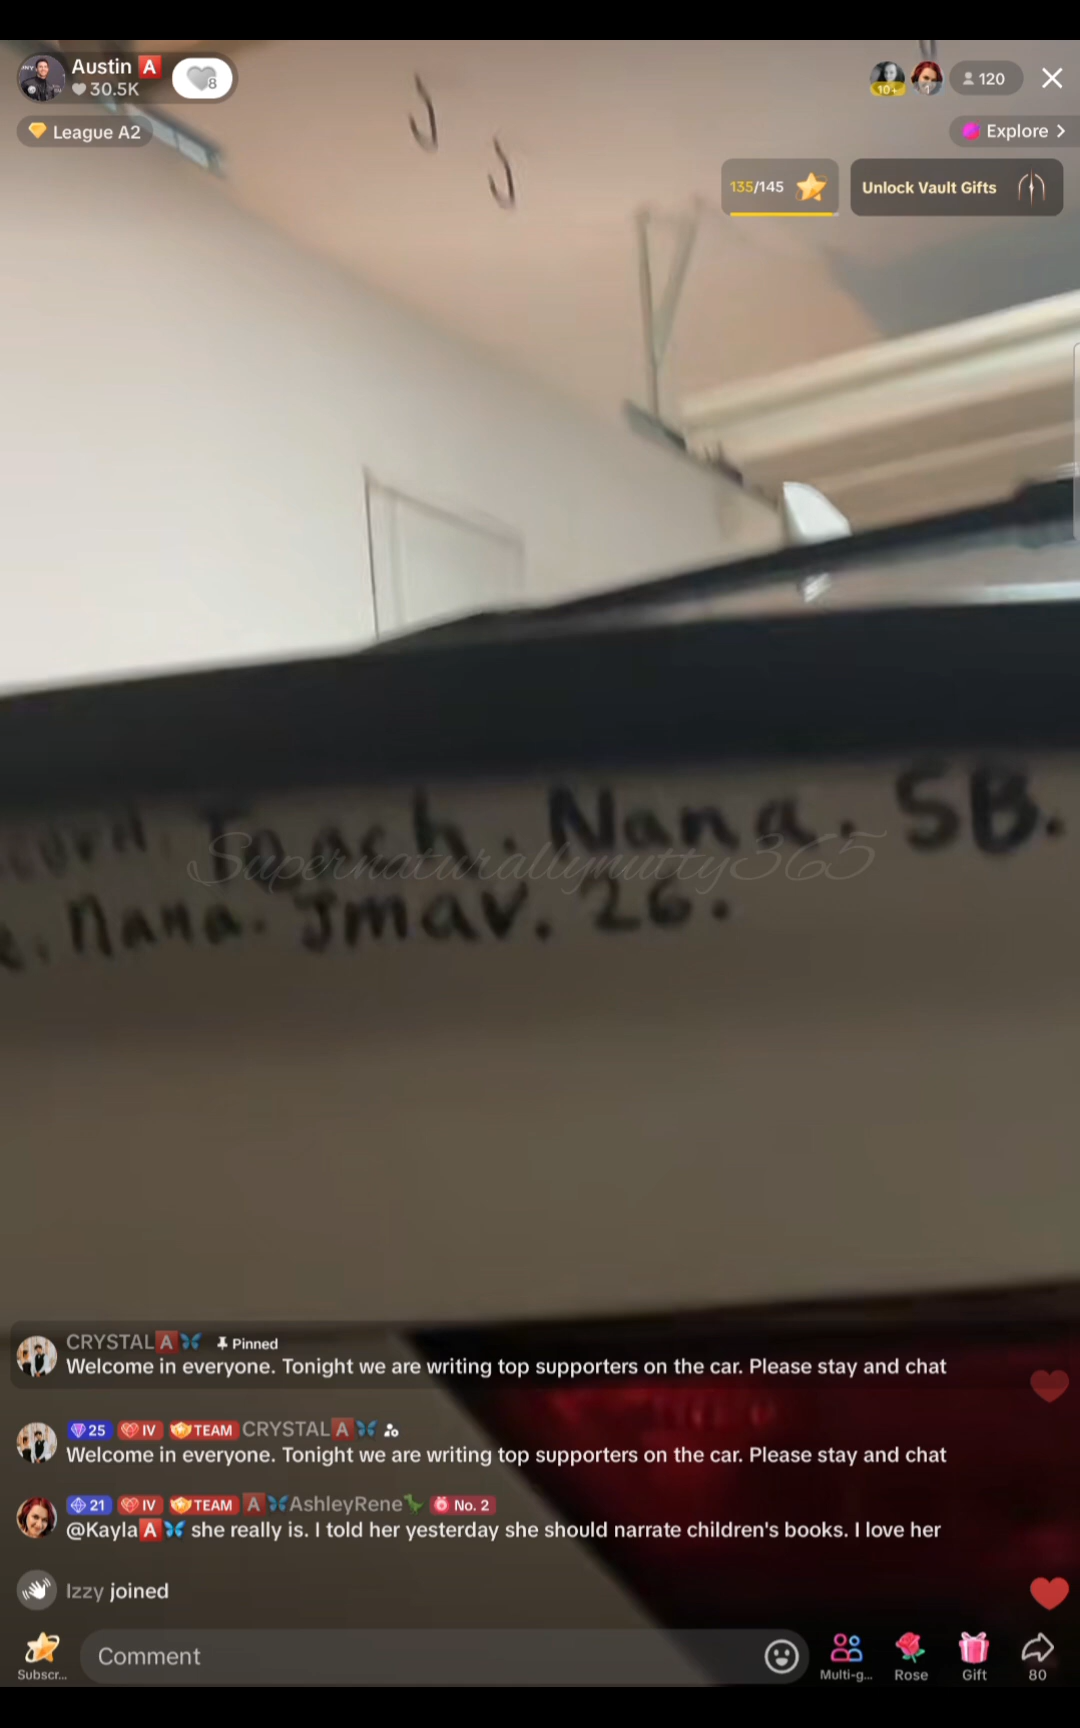 Austin A
30.5K
8
10+
1
120
League A2
Explore >
135/145
Unlock Vault Gifts
Nana. SB.
Supernaturallynutty365
Nana. Jmav. 26.
CRYSTAL A Pinned
Welcome in everyone. Tonight we are writing top supporters on the car. Please stay and chat
25 IV TEAM CRYSTAL A
Welcome in everyone. Tonight we are writing top supporters on the car. Please stay and chat
21 IV TEAM A AshleyRene No. 2
@Kayla A she really is. I told her yesterday she should narrate children's books. I love her
Izzy joined
Subscr...
Comment
Multi-g...
Rose
Gift
80